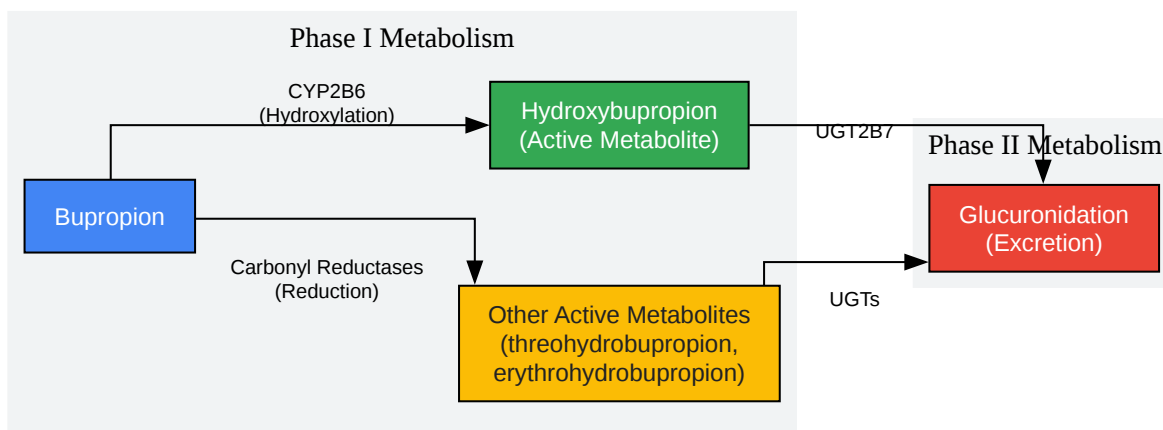 Phase I Metabolism
CYP2B6
(Hydroxylation)
Hydroxybupropion
(Active Metabolite)
UGT2B7
Phase II Metabolism
Bupropion
Glucuronidation
(Excretion)
Carbonyl Reductases
(Reduction)
Other Active Metabolites
(threohydrobupropion,
erythrohydrobupropion)
UGTs